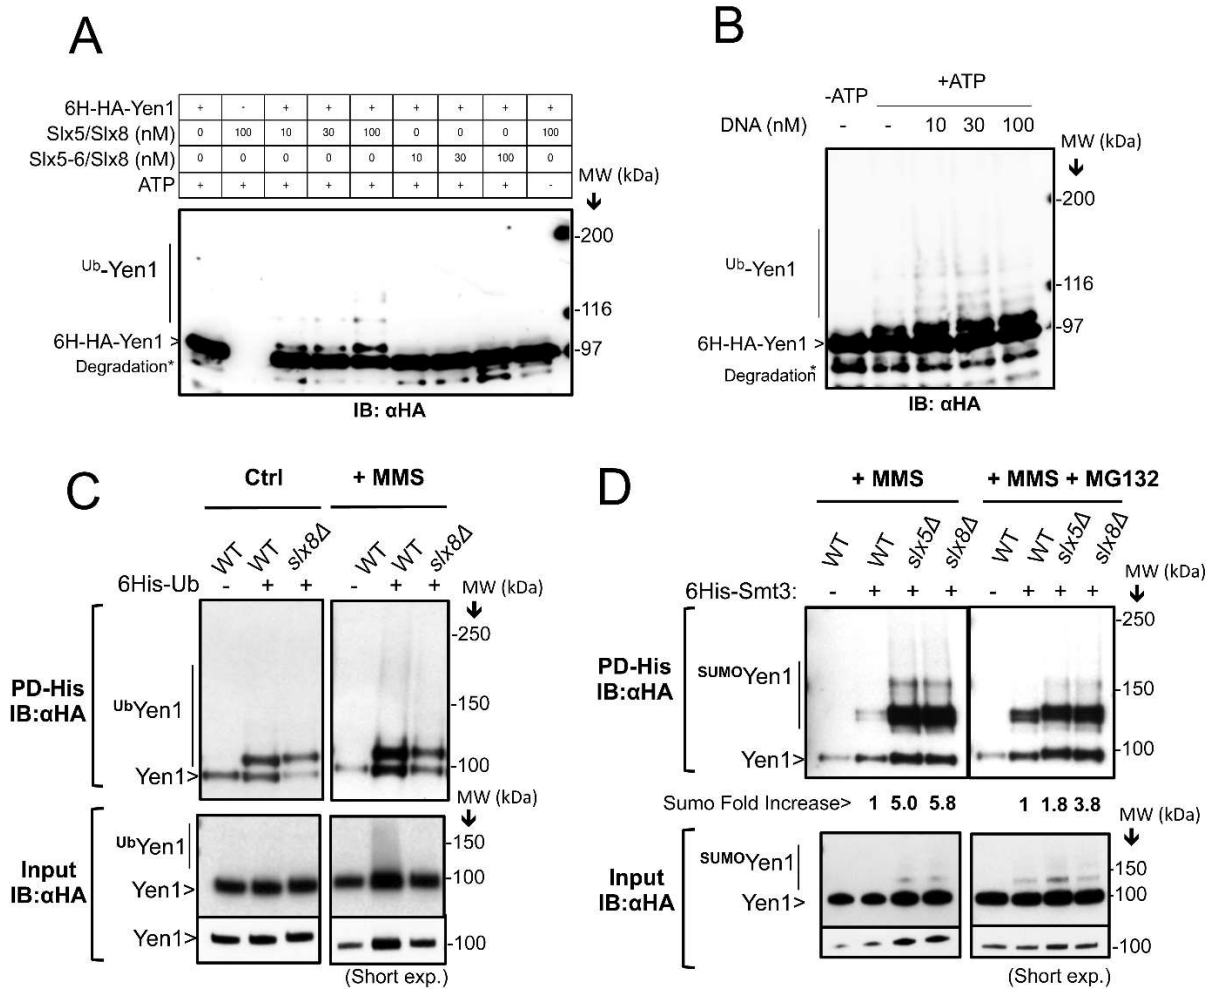 A
6H-HA-Yen1 + - + + + + + + +
Slx5/Slx8 (nM) 0 100 10 30 100 0 0 0 100
Slx5-6/Slx8 (nM) 0 0 0 0 0 10 30 100 0
ATP + + + + + + + + -
MW (kDa)
-200
Ub-Yen1
-116
6H-HA-Yen1 >
-97
Degradation*
IB: αHA
B
+ATP
-ATP
DNA (nM) - - 10 30 100
MW (kDa)
-200
Ub-Yen1
-116
-97
6H-HA-Yen1 >
Degradation*
IB: αHA
C
Ctrl + MMS
WT WT slx8Δ WT WT slx8Δ
6His-Ub - + + - + +
MW (kDa)
-250
PD-His
IB:αHA
UbYen1
-150
-100
Yen1>
MW (kDa)
UbYen1
-150
Input
IB:αHA
Yen1>
-100
Yen1>
-100
(Short exp.)
D
+ MMS + MMS + MG132
WT WT slx5Δ slx8Δ WT WT slx5Δ slx8Δ
MW (kDa)
6His-Smt3: - + + + - + + +
-250
PD-His
IB:αHA
SUMOYen1
-150
-100
Yen1>
Sumo Fold Increase> 1 5.0 5.8 1 1.8 3.8
MW (kDa)
SUMOYen1
-150
Input
IB:αHA
Yen1>
-100
-100
(Short exp.)